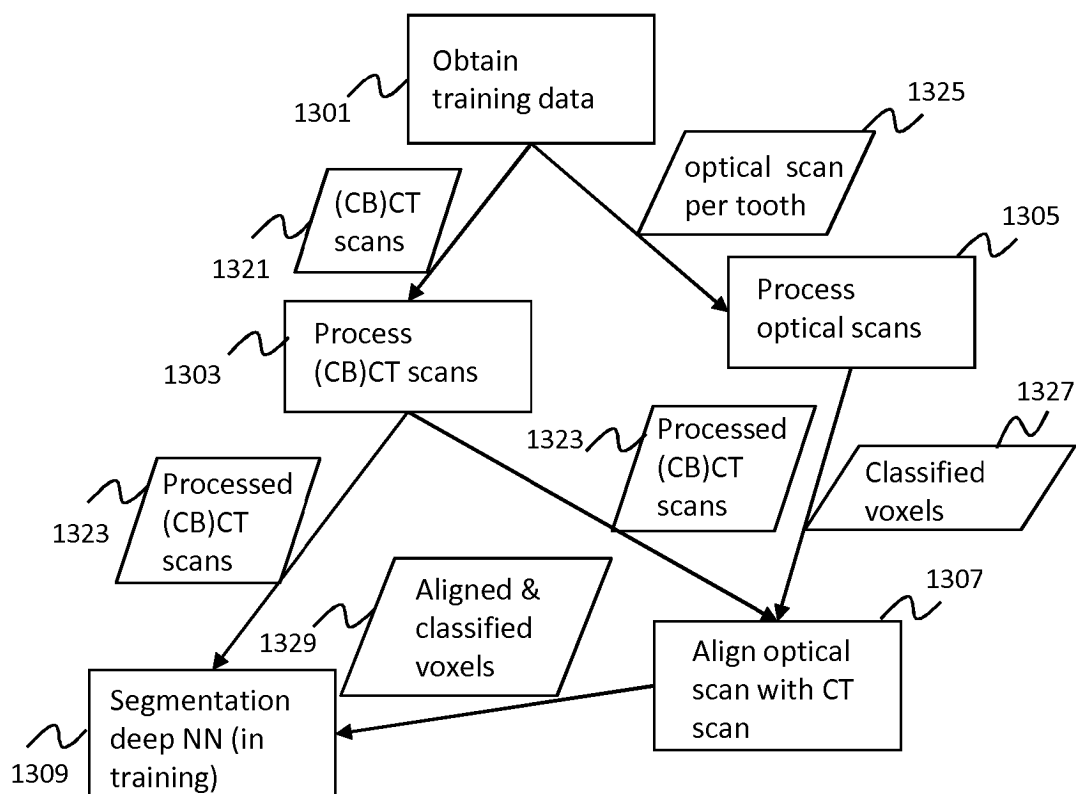 Obtain
training data
1301
1325
optical scan
per tooth
(CB)CT
scans
1321
1305
Process
optical scans
Process
(CB)CT scans
1303
1327
Classified
voxels
1323
Processed
(CB)CT
scans
Processed
(CB)CT
scans
1323
1307
Aligned &
classified
voxels
1329
Align optical
scan with CT
scan
Segmentation
deep NN (in
training)
1309